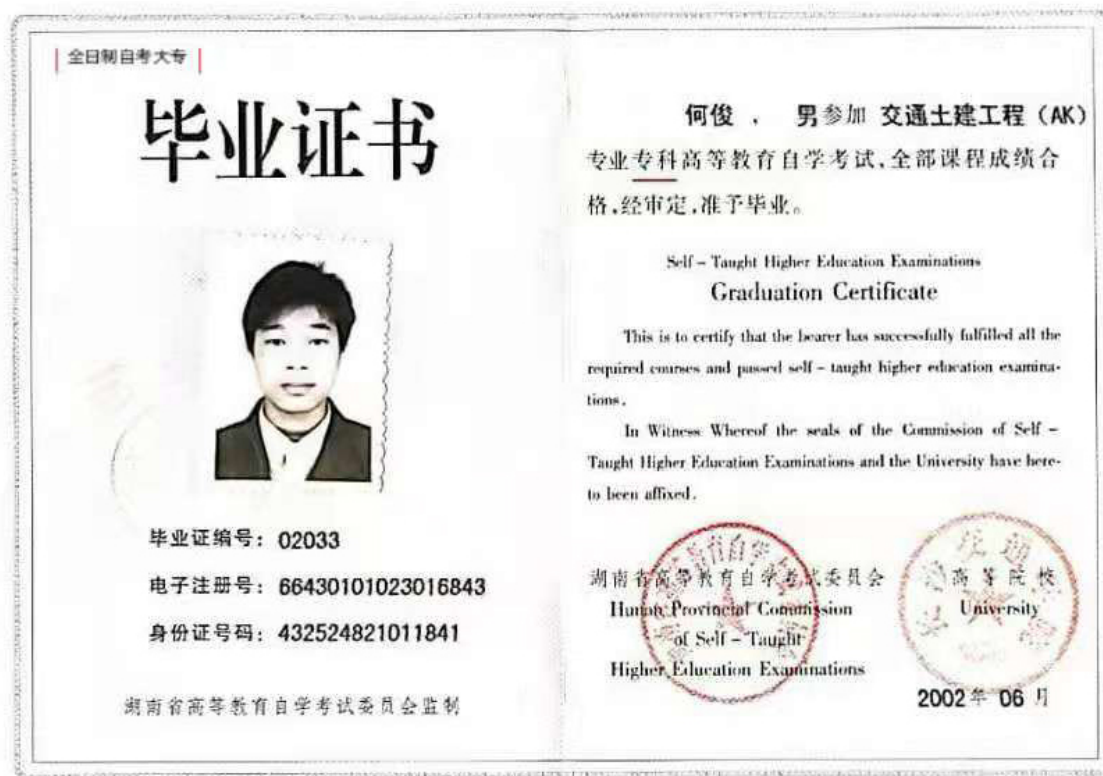 全日制自考大专
毕业证书
毕业证编号：02033
电子注册号：66430101023016843
身份证号码：432524821011841
湖南省高等教育自学考试委员会监制
何俊 ， 男参加 交通土建工程（AK）
专业专科高等教育自学考试，全部课程成绩合
格，经审定，准予毕业。
Self - Taught Higher Education Examinations
Graduation Certificate
This is to certify that the bearer has successfully fulfilled all the
required courses and passed self - taught higher education examina-
tions.
In Witness Whereof the seals of the Commission of Self -
Taught Higher Education Examinations and the University have here-
to been affixed.
湖南省高等教育自学考试委员会
Hunan Provincial Commission
of Self - Taught
Higher Education Examinations
高等院校
University
2002年 06 月